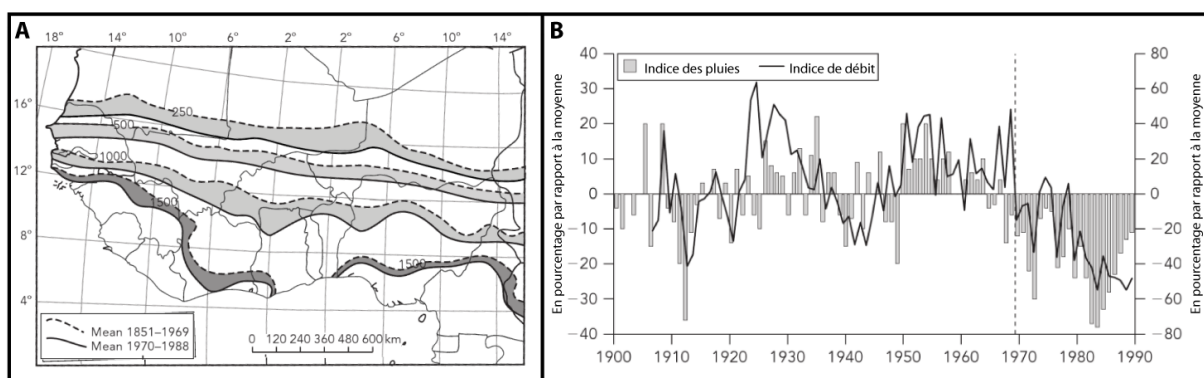 A
18° 14° 10° 6° 2° 2° 6° 10° 14°
16°
12°
8°
4°
250
500
1000
1500
1500
Mean 1851–1969
Mean 1970–1988
0 120 240 360 480 600 km
B
Indice des pluies
Indice de débit
En pourcentage par rapport à la moyenne
40
30
20
10
0
−10
−20
−30
−40
80
60
40
20
0
−20
−40
−60
−80
En pourcentage par rapport à la moyenne
1900 1910 1920 1930 1940 1950 1960 1970 1980 1990